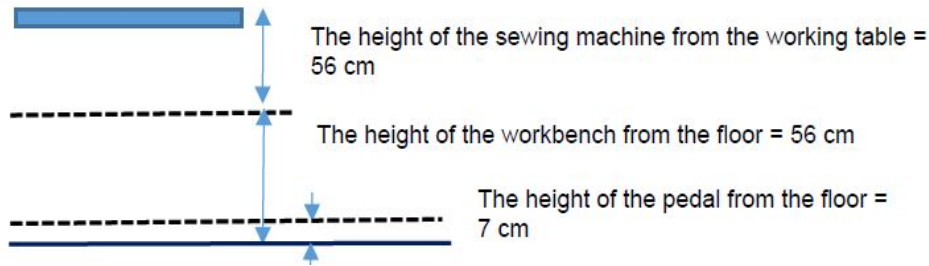 The height of the sewing machine from the working table =
56 cm
The height of the workbench from the floor = 56 cm
The height of the pedal from the floor =
7 cm